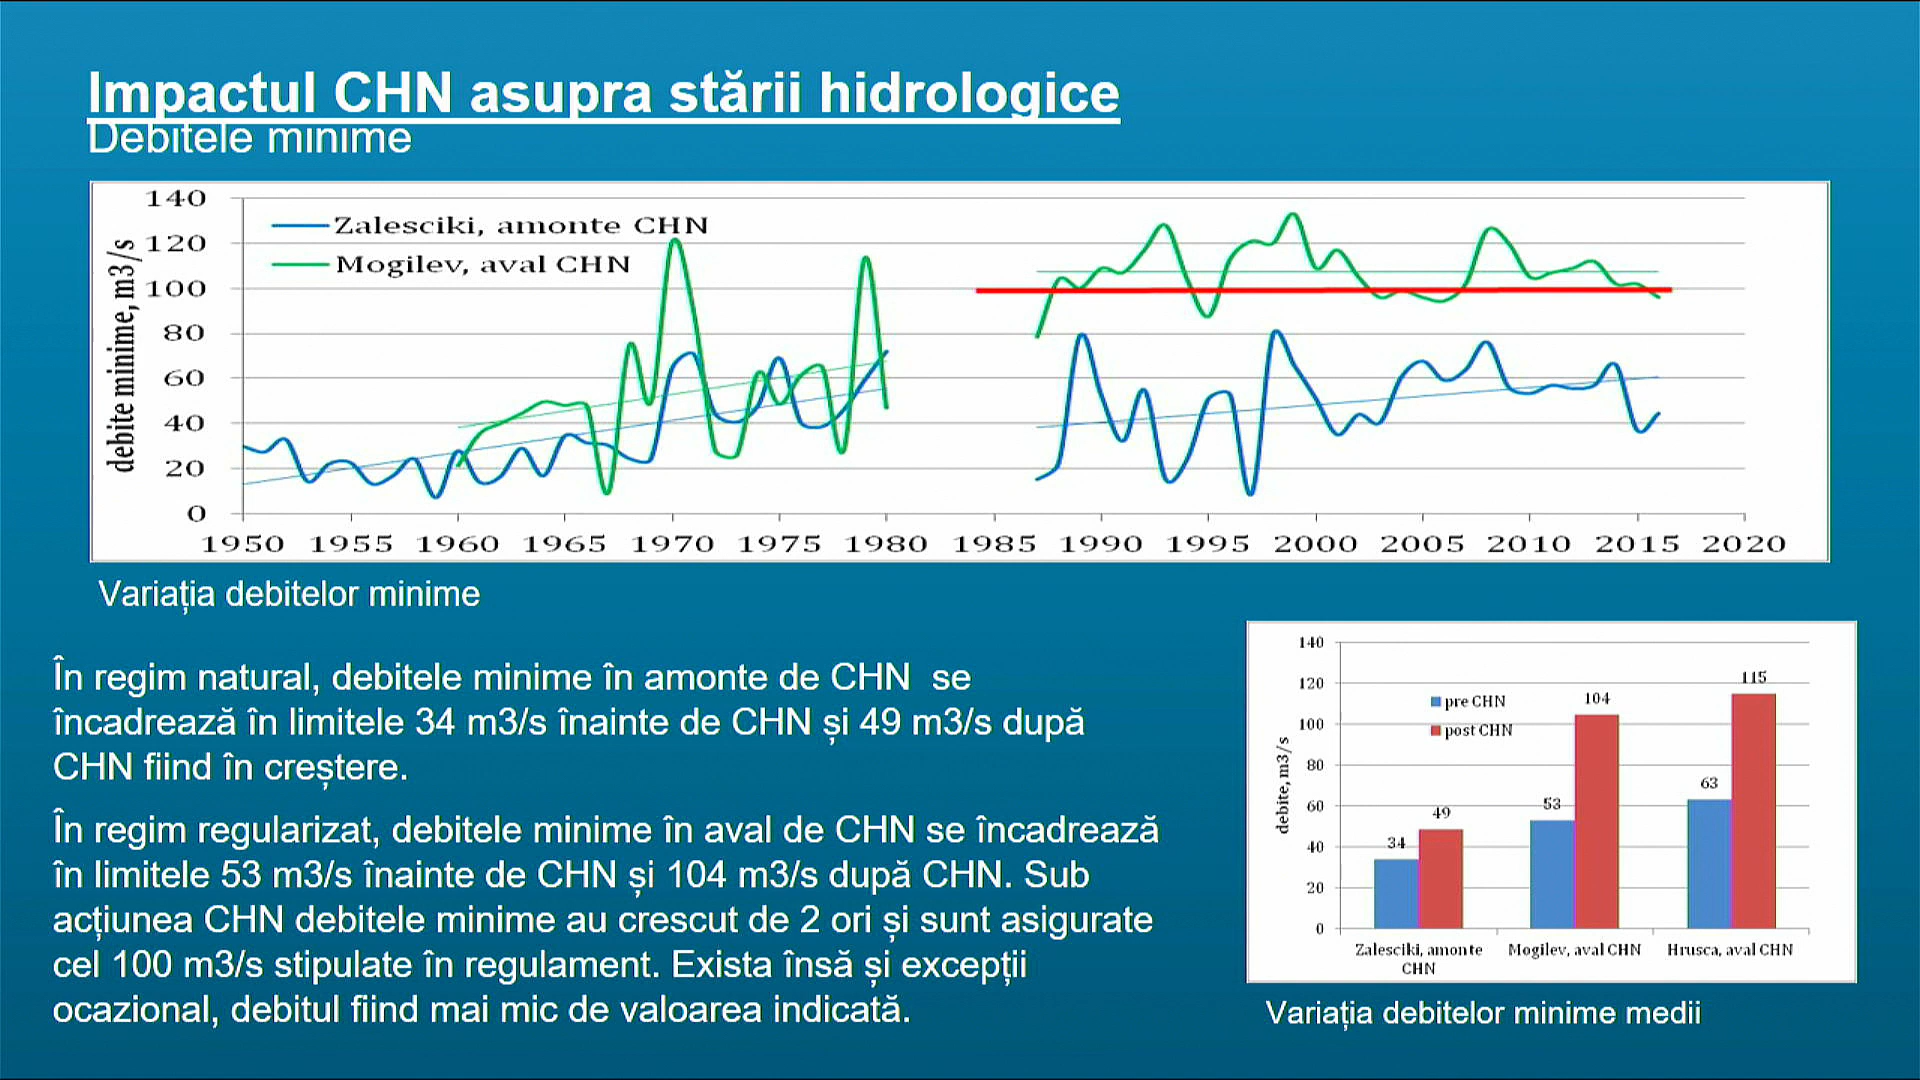 Impactul CHN asupra stării hidrologice
Debitele minime
140
120
100
80
60
40
20
0
debite minime, m3/s
Zalesciki, amonte CHN
Mogilev, aval CHN
1950 1955 1960 1965 1970 1975 1980 1985 1990 1995 2000 2005 2010 2015 2020
Variația debitelor minime
În regim natural, debitele minime în amonte de CHN se
încadrează în limitele 34 m3/s înainte de CHN și 49 m3/s după
CHN fiind în creștere.
În regim regularizat, debitele minime în aval de CHN se încadrează
în limitele 53 m3/s înainte de CHN și 104 m3/s după CHN. Sub
acțiunea CHN debitele minime au crescut de 2 ori și sunt asigurate
cel 100 m3/s stipulate în regulament. Exista însă și excepții
ocazional, debitul fiind mai mic de valoarea indicată.
140
120
100
80
60
40
20
0
debite, m3/s
pre CHN
post CHN
34
49
53
104
63
115
Zalesciki, amonte
CHN
Mogilev, aval CHN
Hrusca, aval CHN
Variația debitelor minime medii